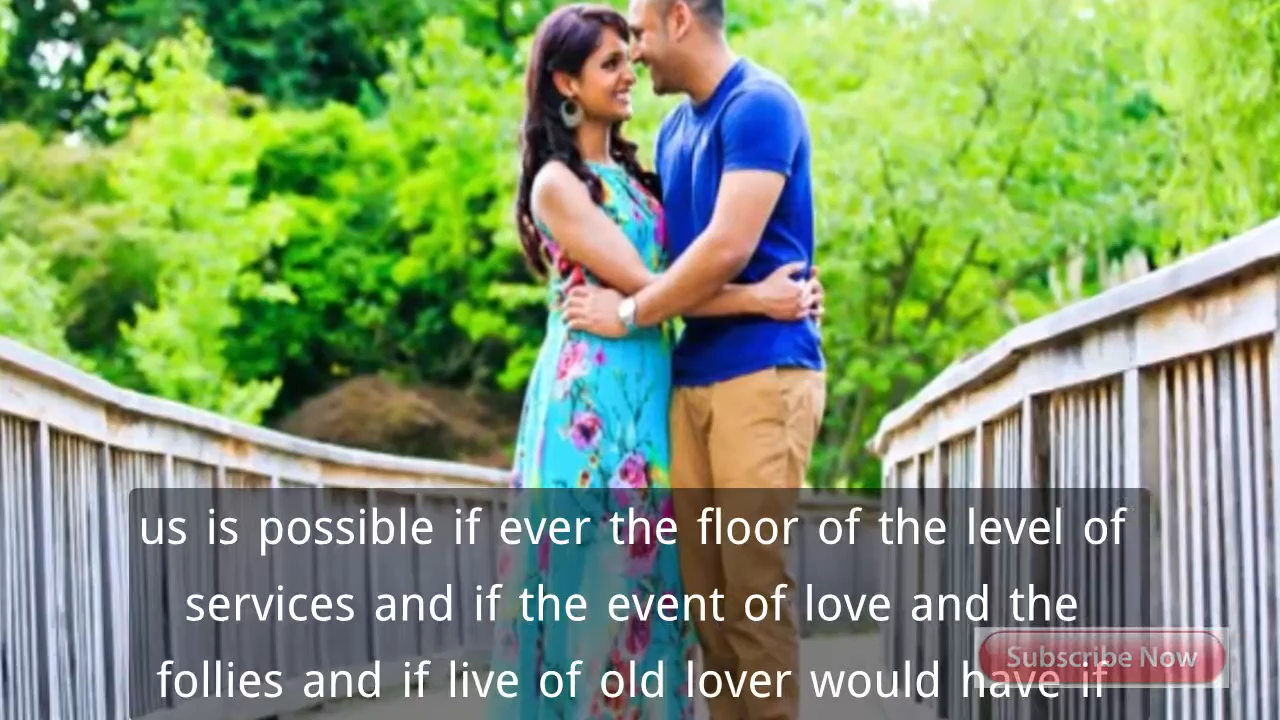 us is possible if ever the floor of the level of
services and if the event of love and the
follies and if live of old lover would have if
Subscribe Now